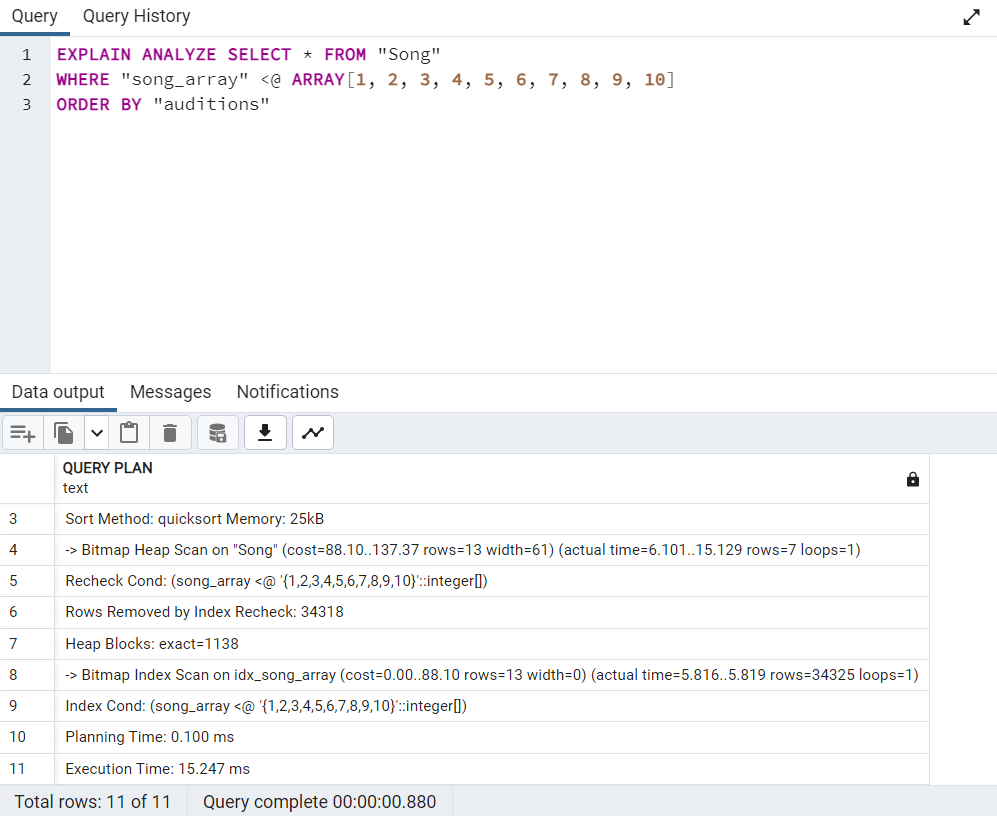 Query Query History
1 EXPLAIN ANALYZE SELECT * FROM "Song"
2 WHERE "song_array" <@ ARRAY[1, 2, 3, 4, 5, 6, 7, 8, 9, 10]
3 ORDER BY "auditions"
Data output Messages Notifications
QUERY PLAN
text
3 Sort Method: quicksort Memory: 25kB
4 -> Bitmap Heap Scan on "Song" (cost=88.10..137.37 rows=13 width=61) (actual time=6.101..15.129 rows=7 loops=1)
5 Recheck Cond: (song_array <@ '{1,2,3,4,5,6,7,8,9,10}'::integer[])
6 Rows Removed by Index Recheck: 34318
7 Heap Blocks: exact=1138
8 -> Bitmap Index Scan on idx_song_array (cost=0.00..88.10 rows=13 width=0) (actual time=5.816..5.819 rows=34325 loops=1)
9 Index Cond: (song_array <@ '{1,2,3,4,5,6,7,8,9,10}'::integer[])
10 Planning Time: 0.100 ms
11 Execution Time: 15.247 ms
Total rows: 11 of 11 Query complete 00:00:00.880